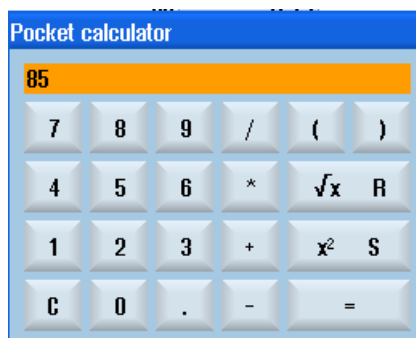 Pocket calculator
85
7 8 9 / ( )
4 5 6 * √x R
1 2 3 + x² S
C 0 . - =